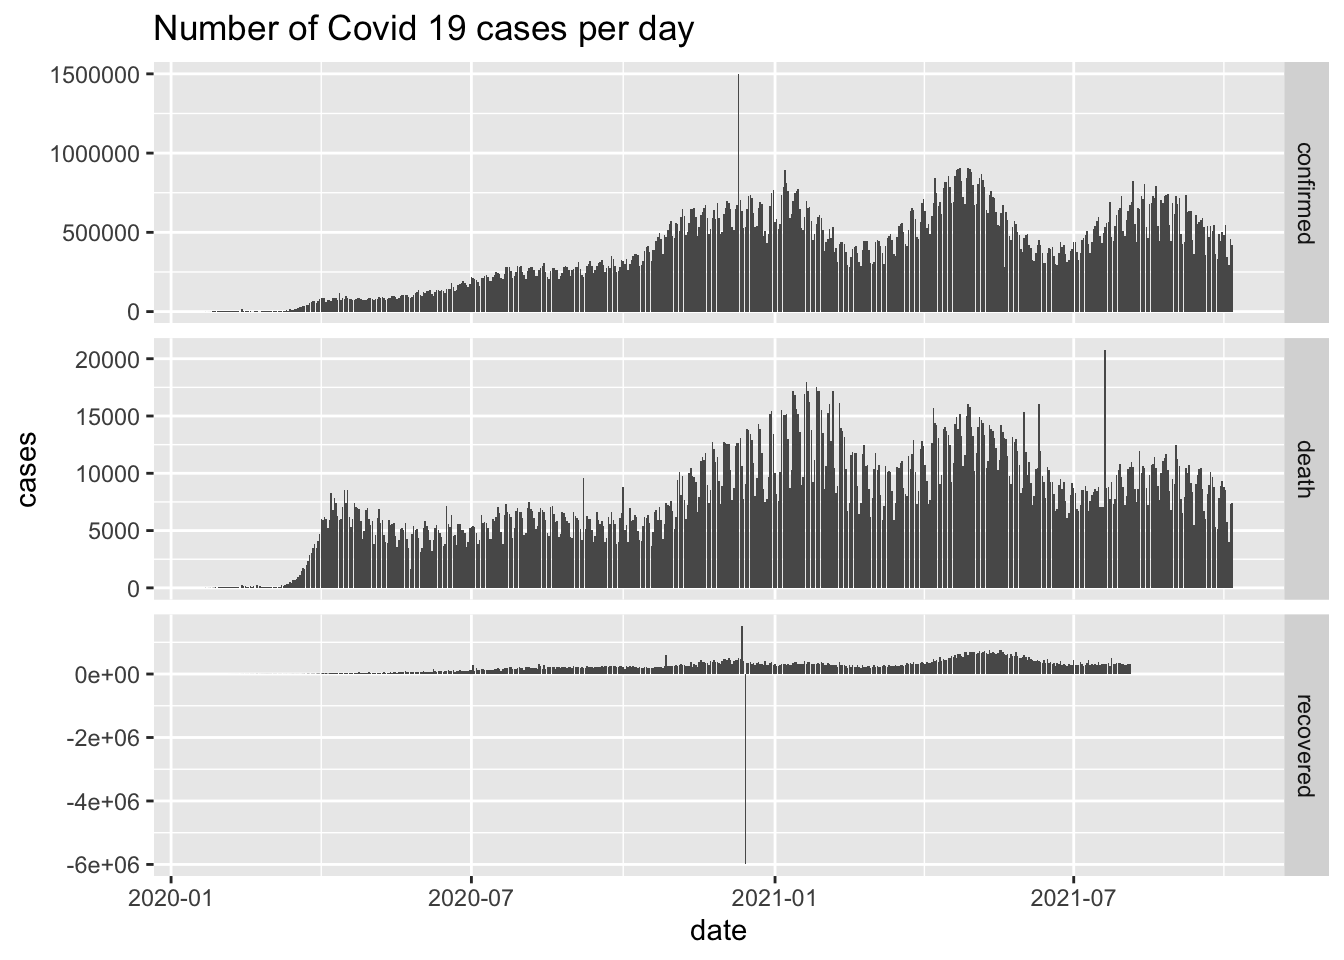 Number of Covid 19 cases per day
1500000
1000000
500000
0
confirmed
20000
15000
10000
5000
0
death
cases
0e+00
-2e+06
-4e+06
-6e+06
recovered
2020-01 2020-07 2021-01 2021-07
date